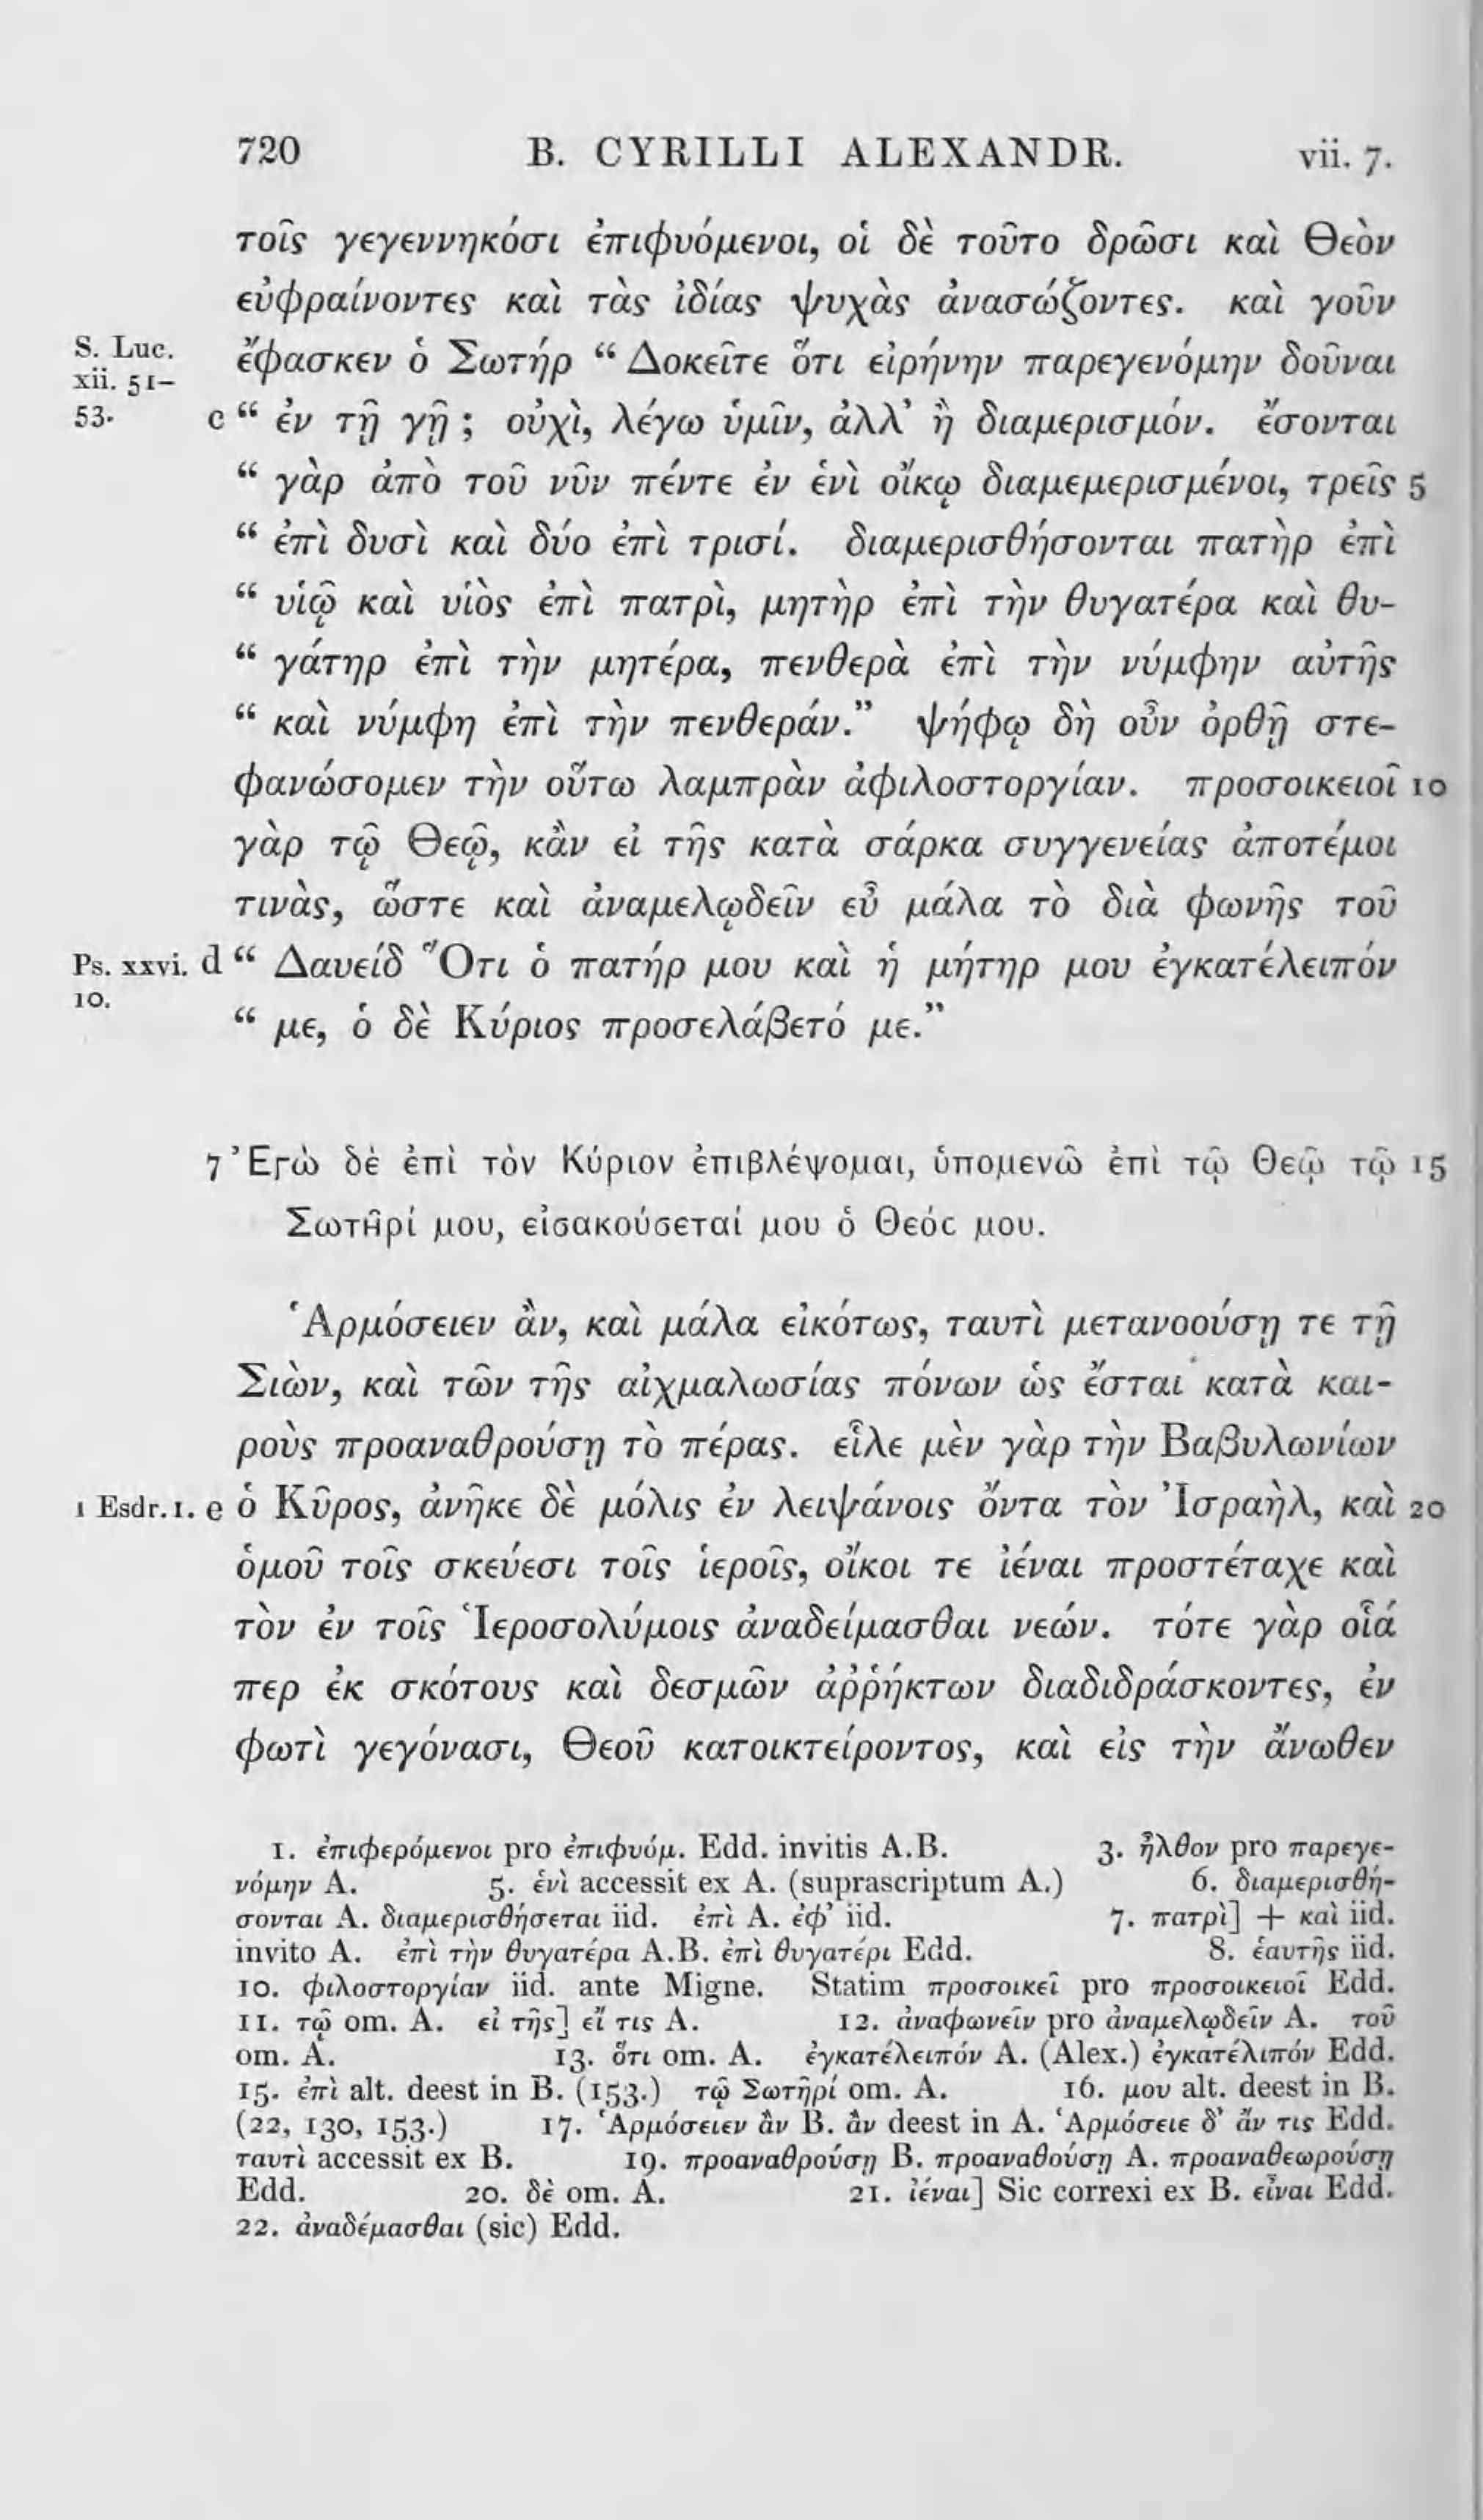 720 B. CYRILLI ALEXANDR. vii. 7.
τοῖς γεγεννηκόσι ἐπιφυόμενοι, οἱ δὲ τοῦτο δρῶσι καὶ Θεὸν
εὐφραίνοντες καὶ τὰς ἰδίας ψυχὰς ἀνασώζοντες. καὶ γοῦν
S. Luc. ἔφασκεν ὁ Σωτήρ “ Δοκεῖτε ὅτι εἰρήνην παρεγενόμην δοῦναι
xii. 51–
53. c “ ἐν τῇ γῇ ; οὐχὶ, λέγω ὑμῖν, ἀλλ’ ἢ διαμερισμόν. ἔσονται
“ γὰρ ἀπὸ τοῦ νῦν πέντε ἐν ἑνὶ οἴκῳ διαμεμερισμένοι, τρεῖς 5
“ ἐπὶ δυσὶ καὶ δύο ἐπὶ τρισί. διαμερισθήσονται πατὴρ ἐπὶ
“ υἱῷ καὶ υἱὸς ἐπὶ πατρὶ, μητὴρ ἐπὶ τὴν θυγατέρα καὶ θυ-
“ γάτηρ ἐπὶ τὴν μητέρα, πενθερὰ ἐπὶ τὴν νύμφην αὐτῆς
“ καὶ νύμφη ἐπὶ τὴν πενθεράν.” ψήφῳ δὴ οὖν ὀρθῇ στε-
φανώσομεν τὴν οὕτω λαμπρὰν ἀφιλοστοργίαν. προσοικειοῖ 10
γὰρ τῷ Θεῷ, κἂν εἰ τῆς κατὰ σάρκα συγγενείας ἀποτέμοι
τινὰς, ὥστε καὶ ἀναμελῳδεῖν εὖ μάλα τὸ διὰ φωνῆς τοῦ
Ps. xxvi. d “ Δαυείδ Ὅτι ὁ πατήρ μου καὶ ἡ μήτηρ μου ἐγκατέλειπόν
10.
“ με, ὁ δὲ Κύριος προσελάβετό με.”
7 Ἐγὼ δὲ ἐπὶ τὸν Κύριον ἐπιβλέψομαι, ὑπομενῶ ἐπὶ τῷ Θεῷ τῷ 15
Σωτῆρί μου, εἰσακούσεταί μου ὁ Θεός μου.
Ἁρμόσειεν ἂν, καὶ μάλα εἰκότως, ταυτὶ μετανοούσῃ τε τῇ
Σιὼν, καὶ τῶν τῆς αἰχμαλωσίας πόνων ὡς ἔσται κατὰ και-
ροὺς προαναθρούσῃ τὸ πέρας. εἷλε μὲν γὰρ τὴν Βαβυλωνίων
1 Esdr. 1. e ὁ Κῦρος, ἀνῆκε δὲ μόλις ἐν λειψάνοις ὄντα τὸν Ἰσραὴλ, καὶ 20
ὁμοῦ τοῖς σκεύεσι τοῖς ἱεροῖς, οἴκοι τε ἰέναι προστέταχε καὶ
τὸν ἐν τοῖς Ἱεροσολύμοις ἀναδείμασθαι νεών. τότε γὰρ οἷά
περ ἐκ σκότους καὶ δεσμῶν ἀῤῥήκτων διαδιδράσκοντες, ἐν
φωτὶ γεγόνασι, Θεοῦ κατοικτείροντος, καὶ εἰς τὴν ἄνωθεν
1. ἐπιφερόμενοι pro ἐπιφυόμ. Edd. invitis A.B. 3. ἦλθον pro παρεγε-
νόμην A. 5. ἑνὶ accessit ex A. (suprascriptum A.) 6. διαμερισθή-
σονται A. διαμερισθήσεται iid. ἐπὶ A. ἐφ’ iid. 7. πατρὶ] + καὶ iid.
invito A. ἐπὶ τὴν θυγατέρα A.B. ἐπὶ θυγατέρι Edd. 8. ἑαυτῆς iid.
10. φιλοστοργίαν iid. ante Migne. Statim προσοικεῖ pro προσοικειοῖ Edd.
11. τῷ om. A. εἰ τῆς] εἴ τις A. 12. ἀναφωνεῖν pro ἀναμελῳδεῖν A. τοῦ
om. A. 13. ὅτι om. A. ἐγκατέλειπόν A. (Alex.) ἐγκατέλιπόν Edd.
15. ἐπὶ alt. deest in B. (153.) τῷ Σωτῆρί om. A. 16. μου alt. deest in B.
(22, 130, 153.) 17. Ἁρμόσειεν ἂν B. ἂν deest in A. Ἁρμόσειε δ’ ἄν τις Edd.
ταυτὶ accessit ex B. 19. προαναθρούσῃ B. προαναθούσῃ A. προαναθεωρούσῃ
Edd. 20. δὲ om. A. 21. ἰέναι] Sic correxi ex B. εἶναι Edd.
22. ἀναδέμασθαι (sic) Edd.